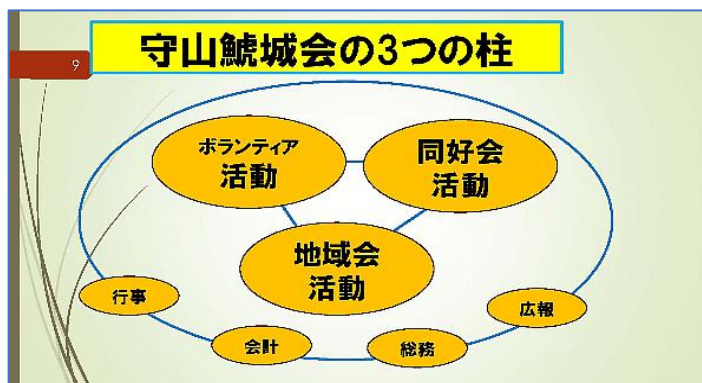 9
守山鯱城会の3つの柱
ボランティア
活動
同好会
活動
地域会
活動
行事
会計
総務
広報